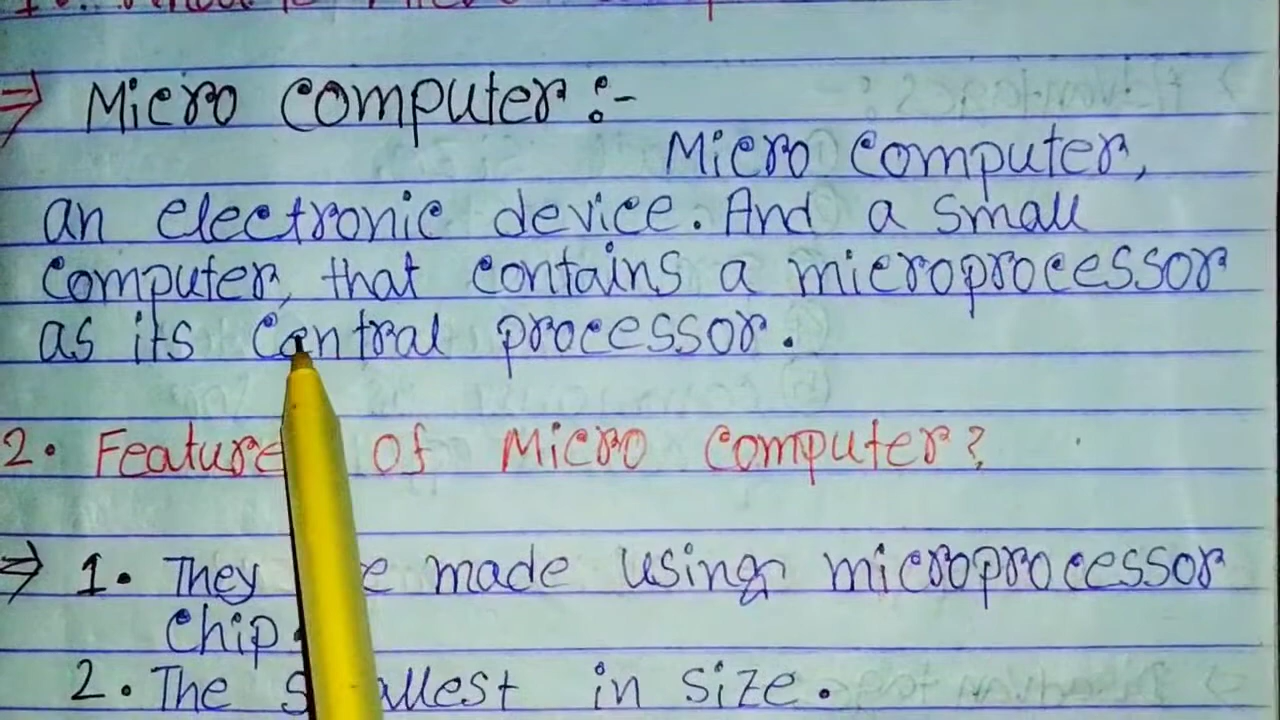 ⇒ Micro Computer :-
Micro Computer,
an electronic device. And a small
Computer, that contains a microprocessor
as its Central processor.
2. Feature of Micro Computer?
⇒ 1. They made using microprocessor
Chip.
2. The in size.